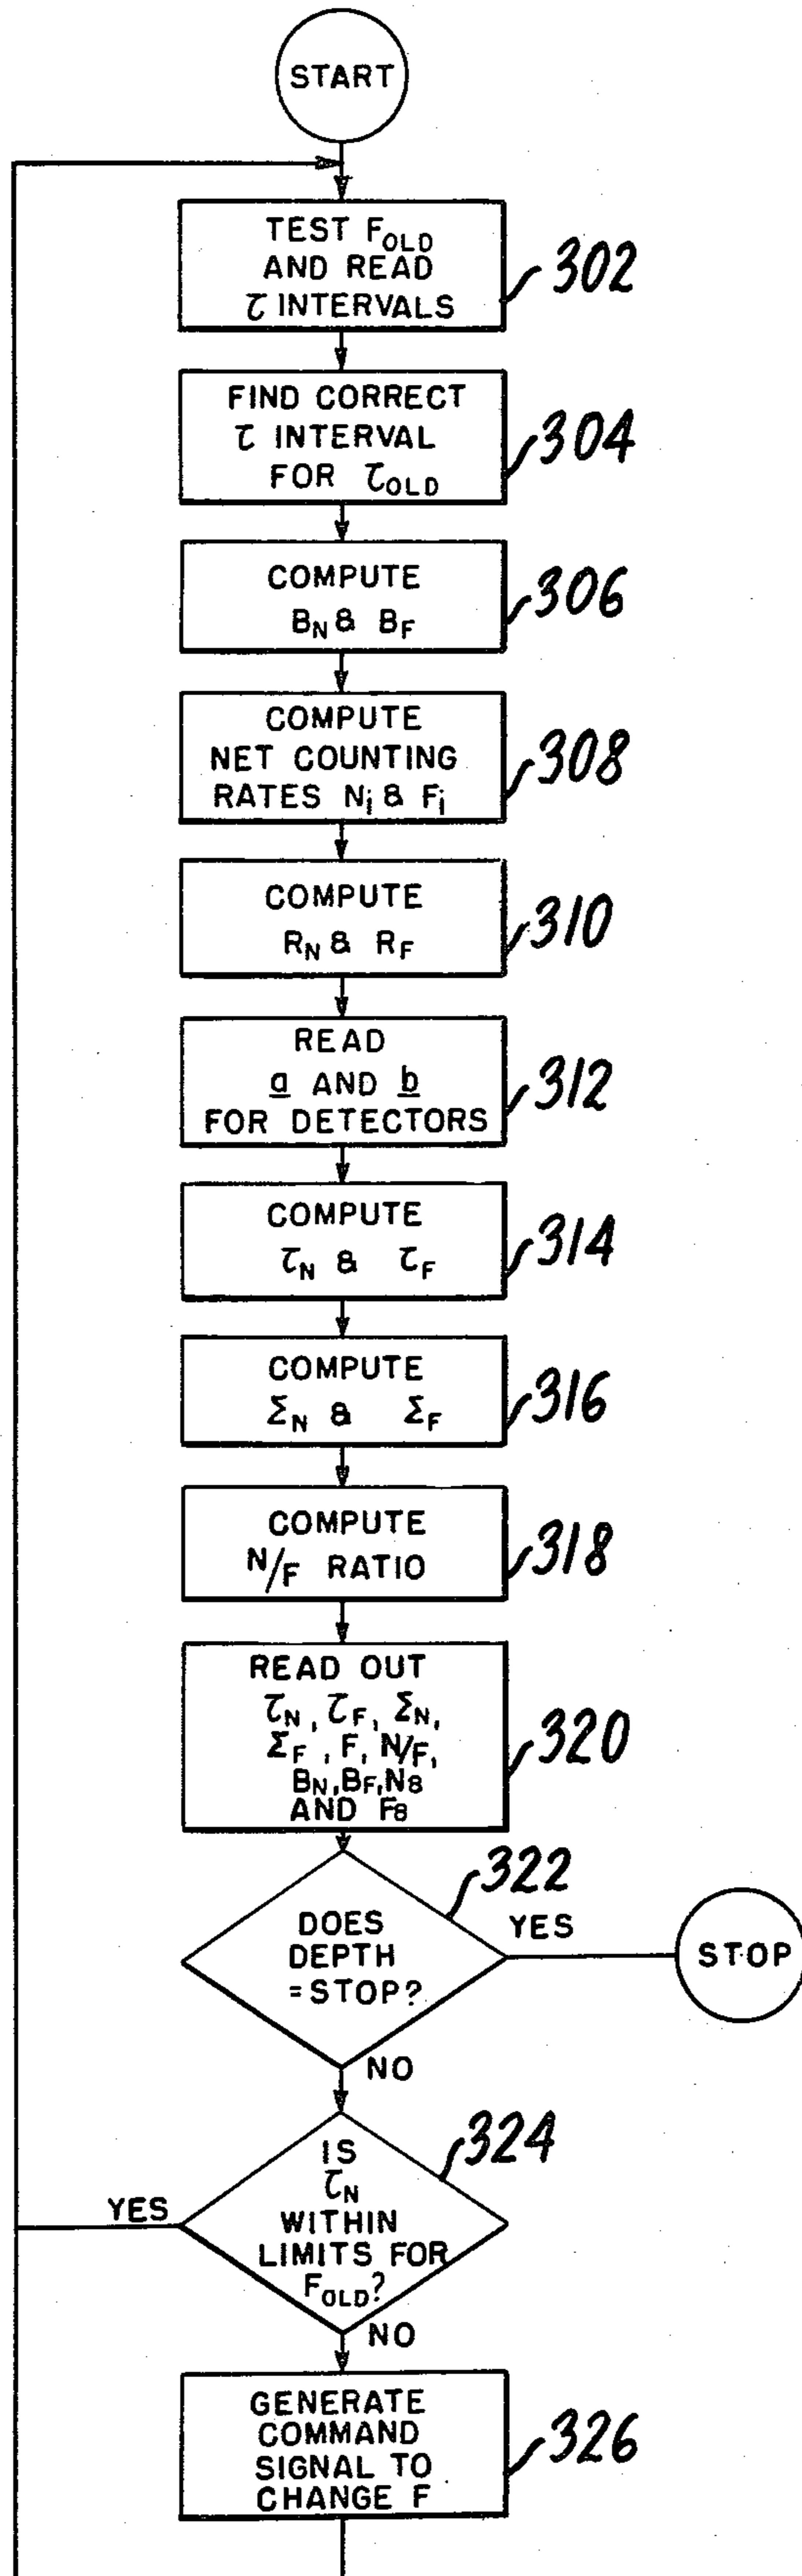 START
TEST F_OLD
AND READ
τ INTERVALS
302
FIND CORRECT
τ INTERVAL
FOR τ_OLD
304
COMPUTE
B_N & B_F
306
COMPUTE
NET COUNTING
RATES N_i & F_i
308
COMPUTE
R_N & R_F
310
READ
a AND b
FOR DETECTORS
312
COMPUTE
τ_N & τ_F
314
COMPUTE
Σ_N & Σ_F
316
COMPUTE
N/F RATIO
318
READ OUT
τ_N, τ_F, Σ_N,
Σ_F, F, N/F,
B_N, B_F, N_8
AND F_8
320
322
DOES
DEPTH
=STOP?
YES
STOP
NO
324
IS
τ_N
WITHIN
LIMITS FOR
F_OLD?
YES
NO
GENERATE
COMMAND
SIGNAL TO
CHANGE F
326